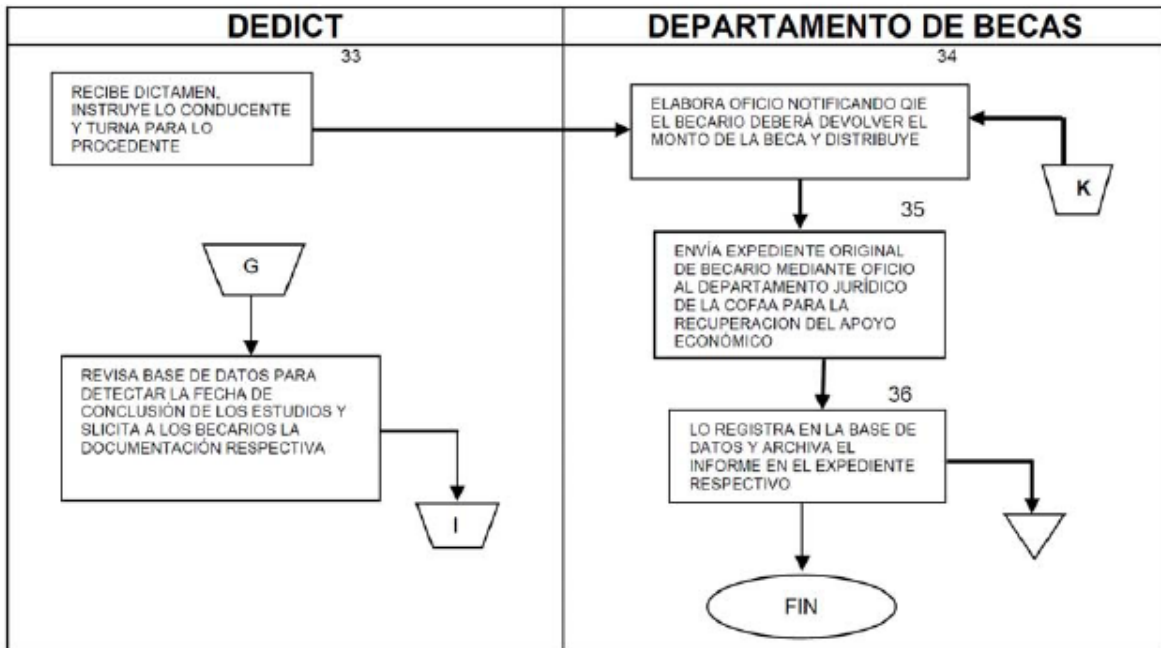 DEDICT
DEPARTAMENTO DE BECAS
33
RECIBE DICTAMEN,
INSTRUYE LO CONDUCENTE
Y TURNA PARA LO
PROCEDENTE
34
ELABORA OFICIO NOTIFICANDO QIE
EL BECARIO DEBERÁ DEVOLVER EL
MONTO DE LA BECA Y DISTRIBUYE
K
35
ENVÍA EXPEDIENTE ORIGINAL
DE BECARIO MEDIANTE OFICIO
AL DEPARTAMENTO JURÍDICO
DE LA COFAA PARA LA
RECUPERACION DEL APOYO
ECONÓMICO
G
REVISA BASE DE DATOS PARA
DETECTAR LA FECHA DE
CONCLUSIÓN DE LOS ESTUDIOS Y
SLICITA A LOS BECARIOS LA
DOCUMENTACIÓN RESPECTIVA
I
36
LO REGISTRA EN LA BASE DE
DATOS Y ARCHIVA EL
INFORME EN EL EXPEDIENTE
RESPECTIVO
FIN